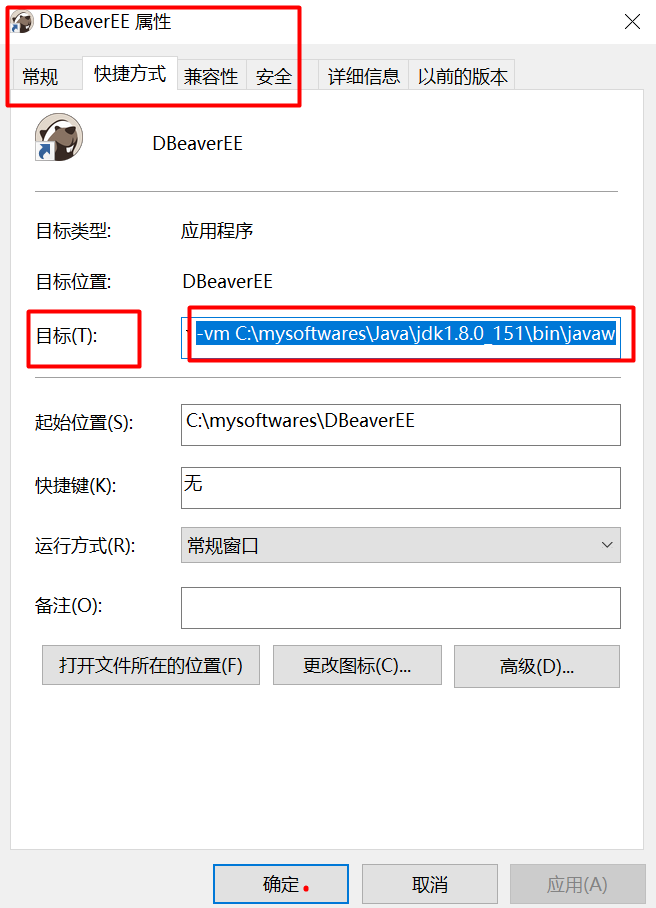 DBeaverEE 属性
常规 快捷方式 兼容性 安全 详细信息 以前的版本
DBeaverEE
目标类型: 应用程序
目标位置: DBeaverEE
目标(T): -vm C:\mysoftwares\Java\jdk1.8.0_151\bin\javaw
起始位置(S): C:\mysoftwares\DBeaverEE
快捷键(K): 无
运行方式(R): 常规窗口
备注(O):
打开文件所在的位置(F) 更改图标(C)... 高级(D)...
确定 取消 应用(A)